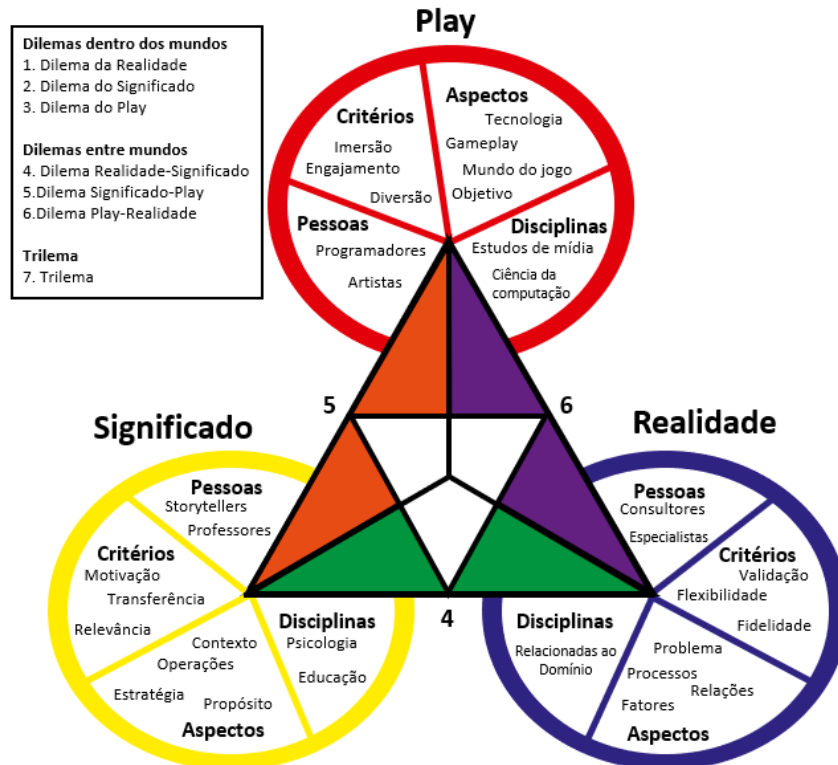 Dilemas dentro dos mundos
1. Dilema da Realidade
2. Dilema do Significado
3. Dilema do Play
Dilemas entre mundos
4. Dilema Realidade-Significado
5.Dilema Significado-Play
6.Dilema Play-Realidade
Trilema
7. Trilema
Play
Critérios
Imersão
Engajamento
Diversão
Aspectos
Tecnologia
Gameplay
Mundo do jogo
Objetivo
Pessoas
Programadores
Artistas
Disciplinas
Estudos de mídia
Ciência da
computação
5
6
4
Significado
Pessoas
Storytellers
Professores
Critérios
Motivação
Transferência
Relevância
Contexto
Operações
Estratégia
Propósito
Aspectos
Disciplinas
Psicologia
Educação
Realidade
Pessoas
Consultores
Especialistas
Critérios
Validação
Flexibilidade
Fidelidade
Disciplinas
Relacionadas ao
Domínio
Problema
Processos
Relações
Fatores
Aspectos